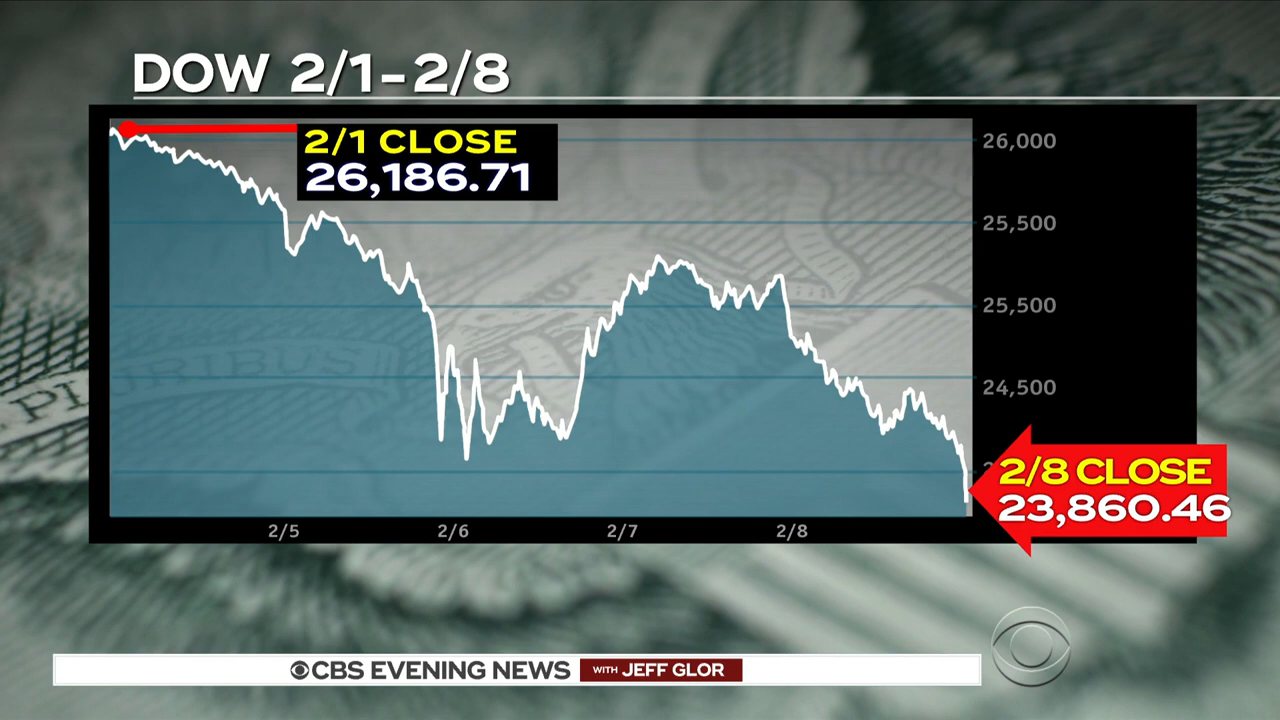 DOW 2/1-2/8
2/1 CLOSE
26,186.71
26,000
25,500
25,500
24,500
2/8 CLOSE
23,860.46
2/5 2/6 2/7 2/8
CBS EVENING NEWS WITH JEFF GLOR